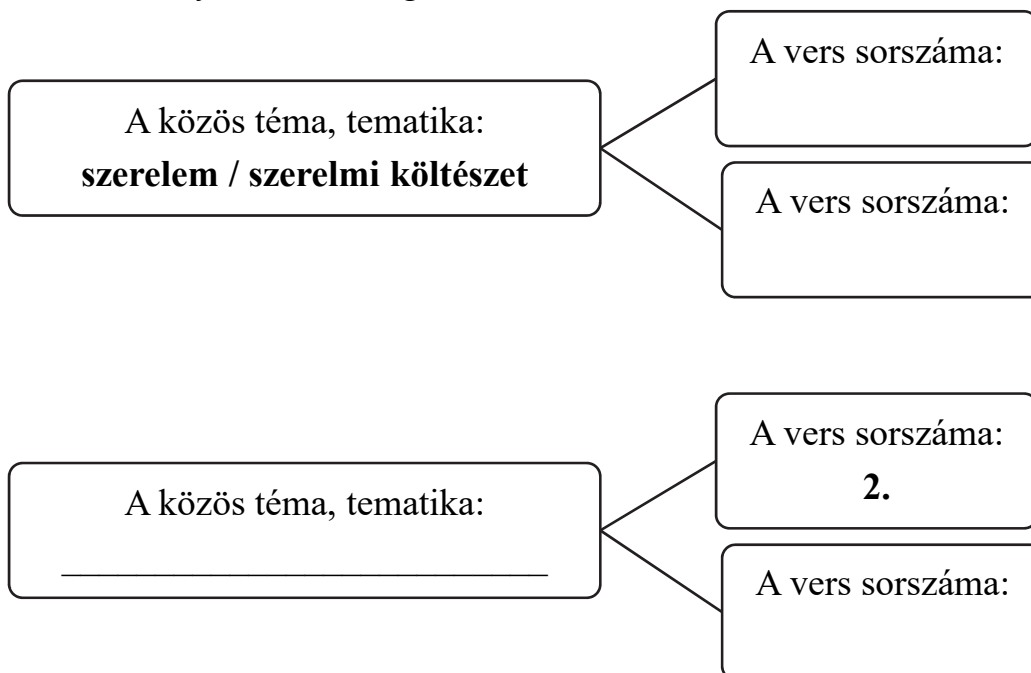 A vers sorszáma:
A közös téma, tematika:
szerelem / szerelmi költészet
A vers sorszáma:
A vers sorszáma:
2.
A közös téma, tematika:
A vers sorszáma: